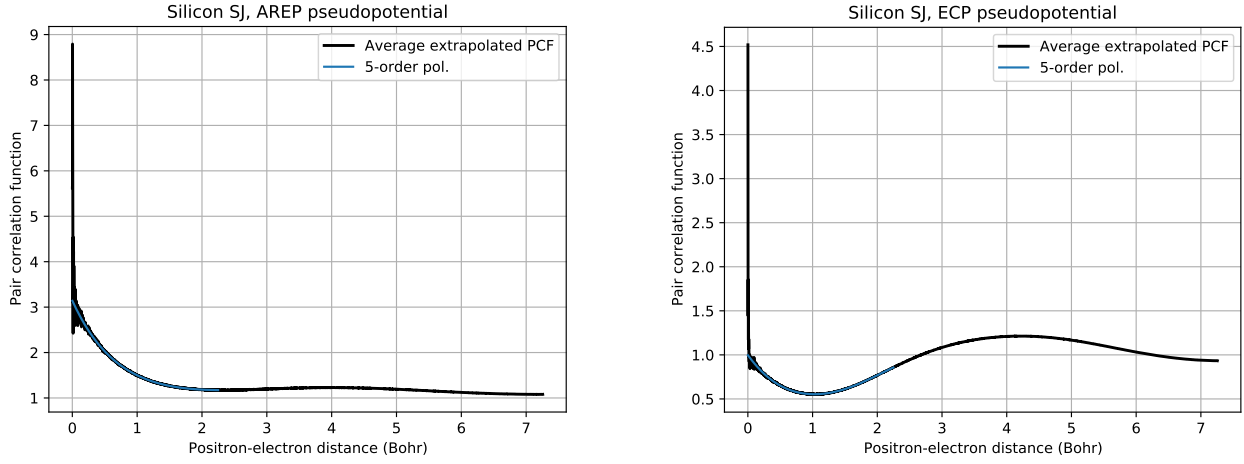 Silicon SJ, AREP pseudopotential
Average extrapolated PCF
5-order pol.
Pair correlation function
9
8
7
6
5
4
3
2
1
0 1 2 3 4 5 6 7
Positron-electron distance (Bohr)
Silicon SJ, ECP pseudopotential
Average extrapolated PCF
5-order pol.
Pair correlation function
4.5
4.0
3.5
3.0
2.5
2.0
1.5
1.0
0.5
0 1 2 3 4 5 6 7
Positron-electron distance (Bohr)